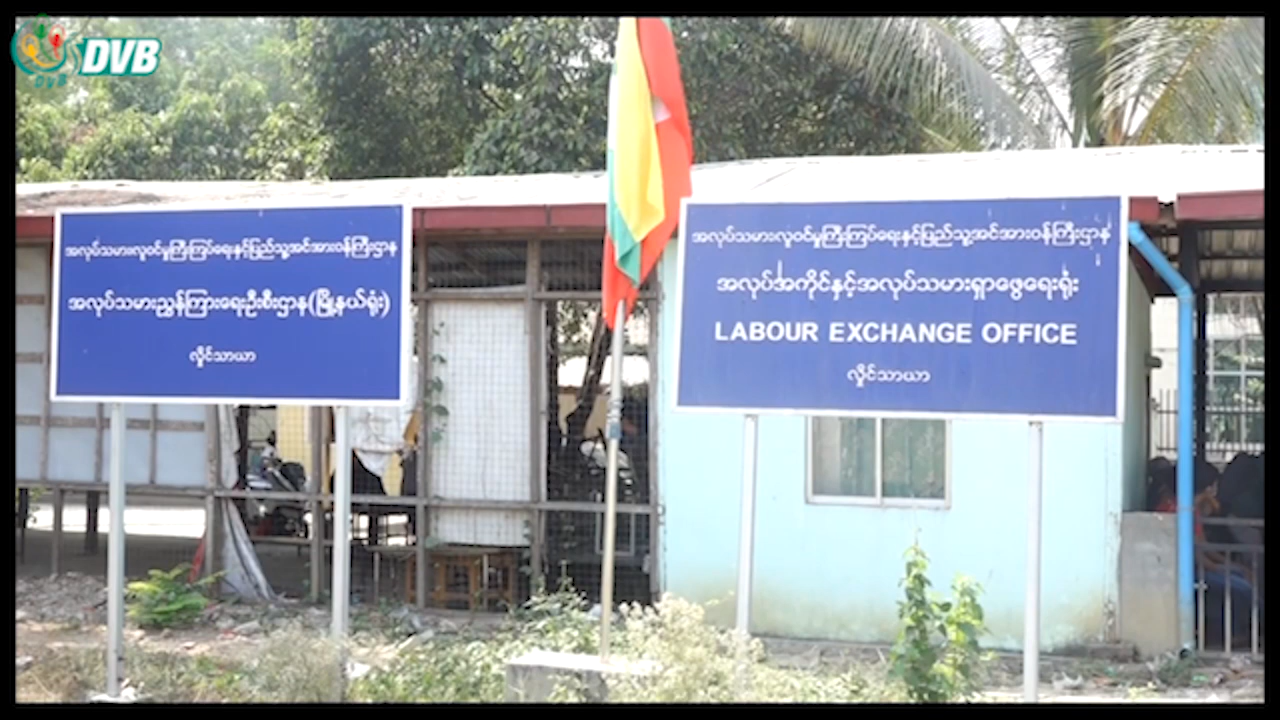 DVB
DVB
အလုပ်သမားလူဝင်မှုကြီးကြပ်ရေးနှင့်ပြည်သူ့အင်အားဝန်ကြီးဌာန
အလုပ်သမားညွှန်ကြားရေးဦးစီးဌာန(မြို့နယ်ရုံး)
လှိုင်သာယာ
အလုပ်သမားလူဝင်မှုကြီးကြပ်ရေးနှင့်ပြည်သူ့အင်အားဝန်ကြီးဌာန
အလုပ်အကိုင်နှင့်အလုပ်သမားရှာဖွေရေးရုံး
LABOUR EXCHANGE OFFICE
လှိုင်သာယာ